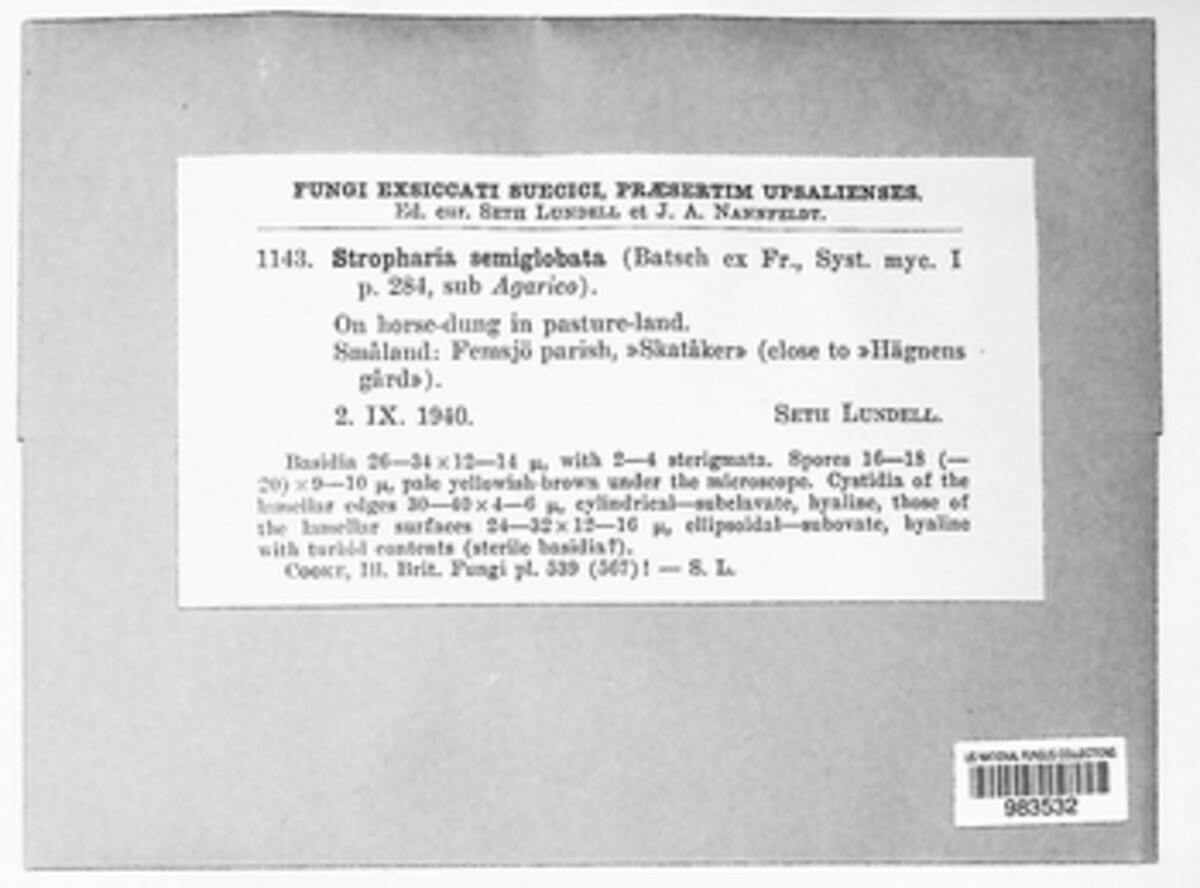 FUNGI EXSICCATI SUECICI, PRÆSERTIM UPSALIENSES.
Ed. cur. SETH LUNDELL et J. A. NANNFELDT.
1143. Stropharia semiglobata (Batsch ex Fr., Syst. myc. I
p. 284, sub Agarico).
On horse-dung in pasture-land.
Småland: Femsjö parish, »Skatåker» (close to »Hägnens
gård»).
2. IX. 1940. SETH LUNDELL.
Basidia 26—34 × 12—14 μ, with 2—4 sterigmata. Spores 16—18 (—
20) × 9—10 μ, pale yellowish-brown under the microscope. Cystidia of the
lamellar edges 30—40 × 4—6 μ, cylindrical—subclavate, hyaline, those of
the lamellar surfaces 24—32 × 12—16 μ, ellipsoidal—subovate, hyaline
with turbid contents (sterile basidia?).
COOKE, Ill. Brit. Fungi pl. 539 (567)! — S. L.
US NATIONAL FUNGUS COLLECTIONS
983532